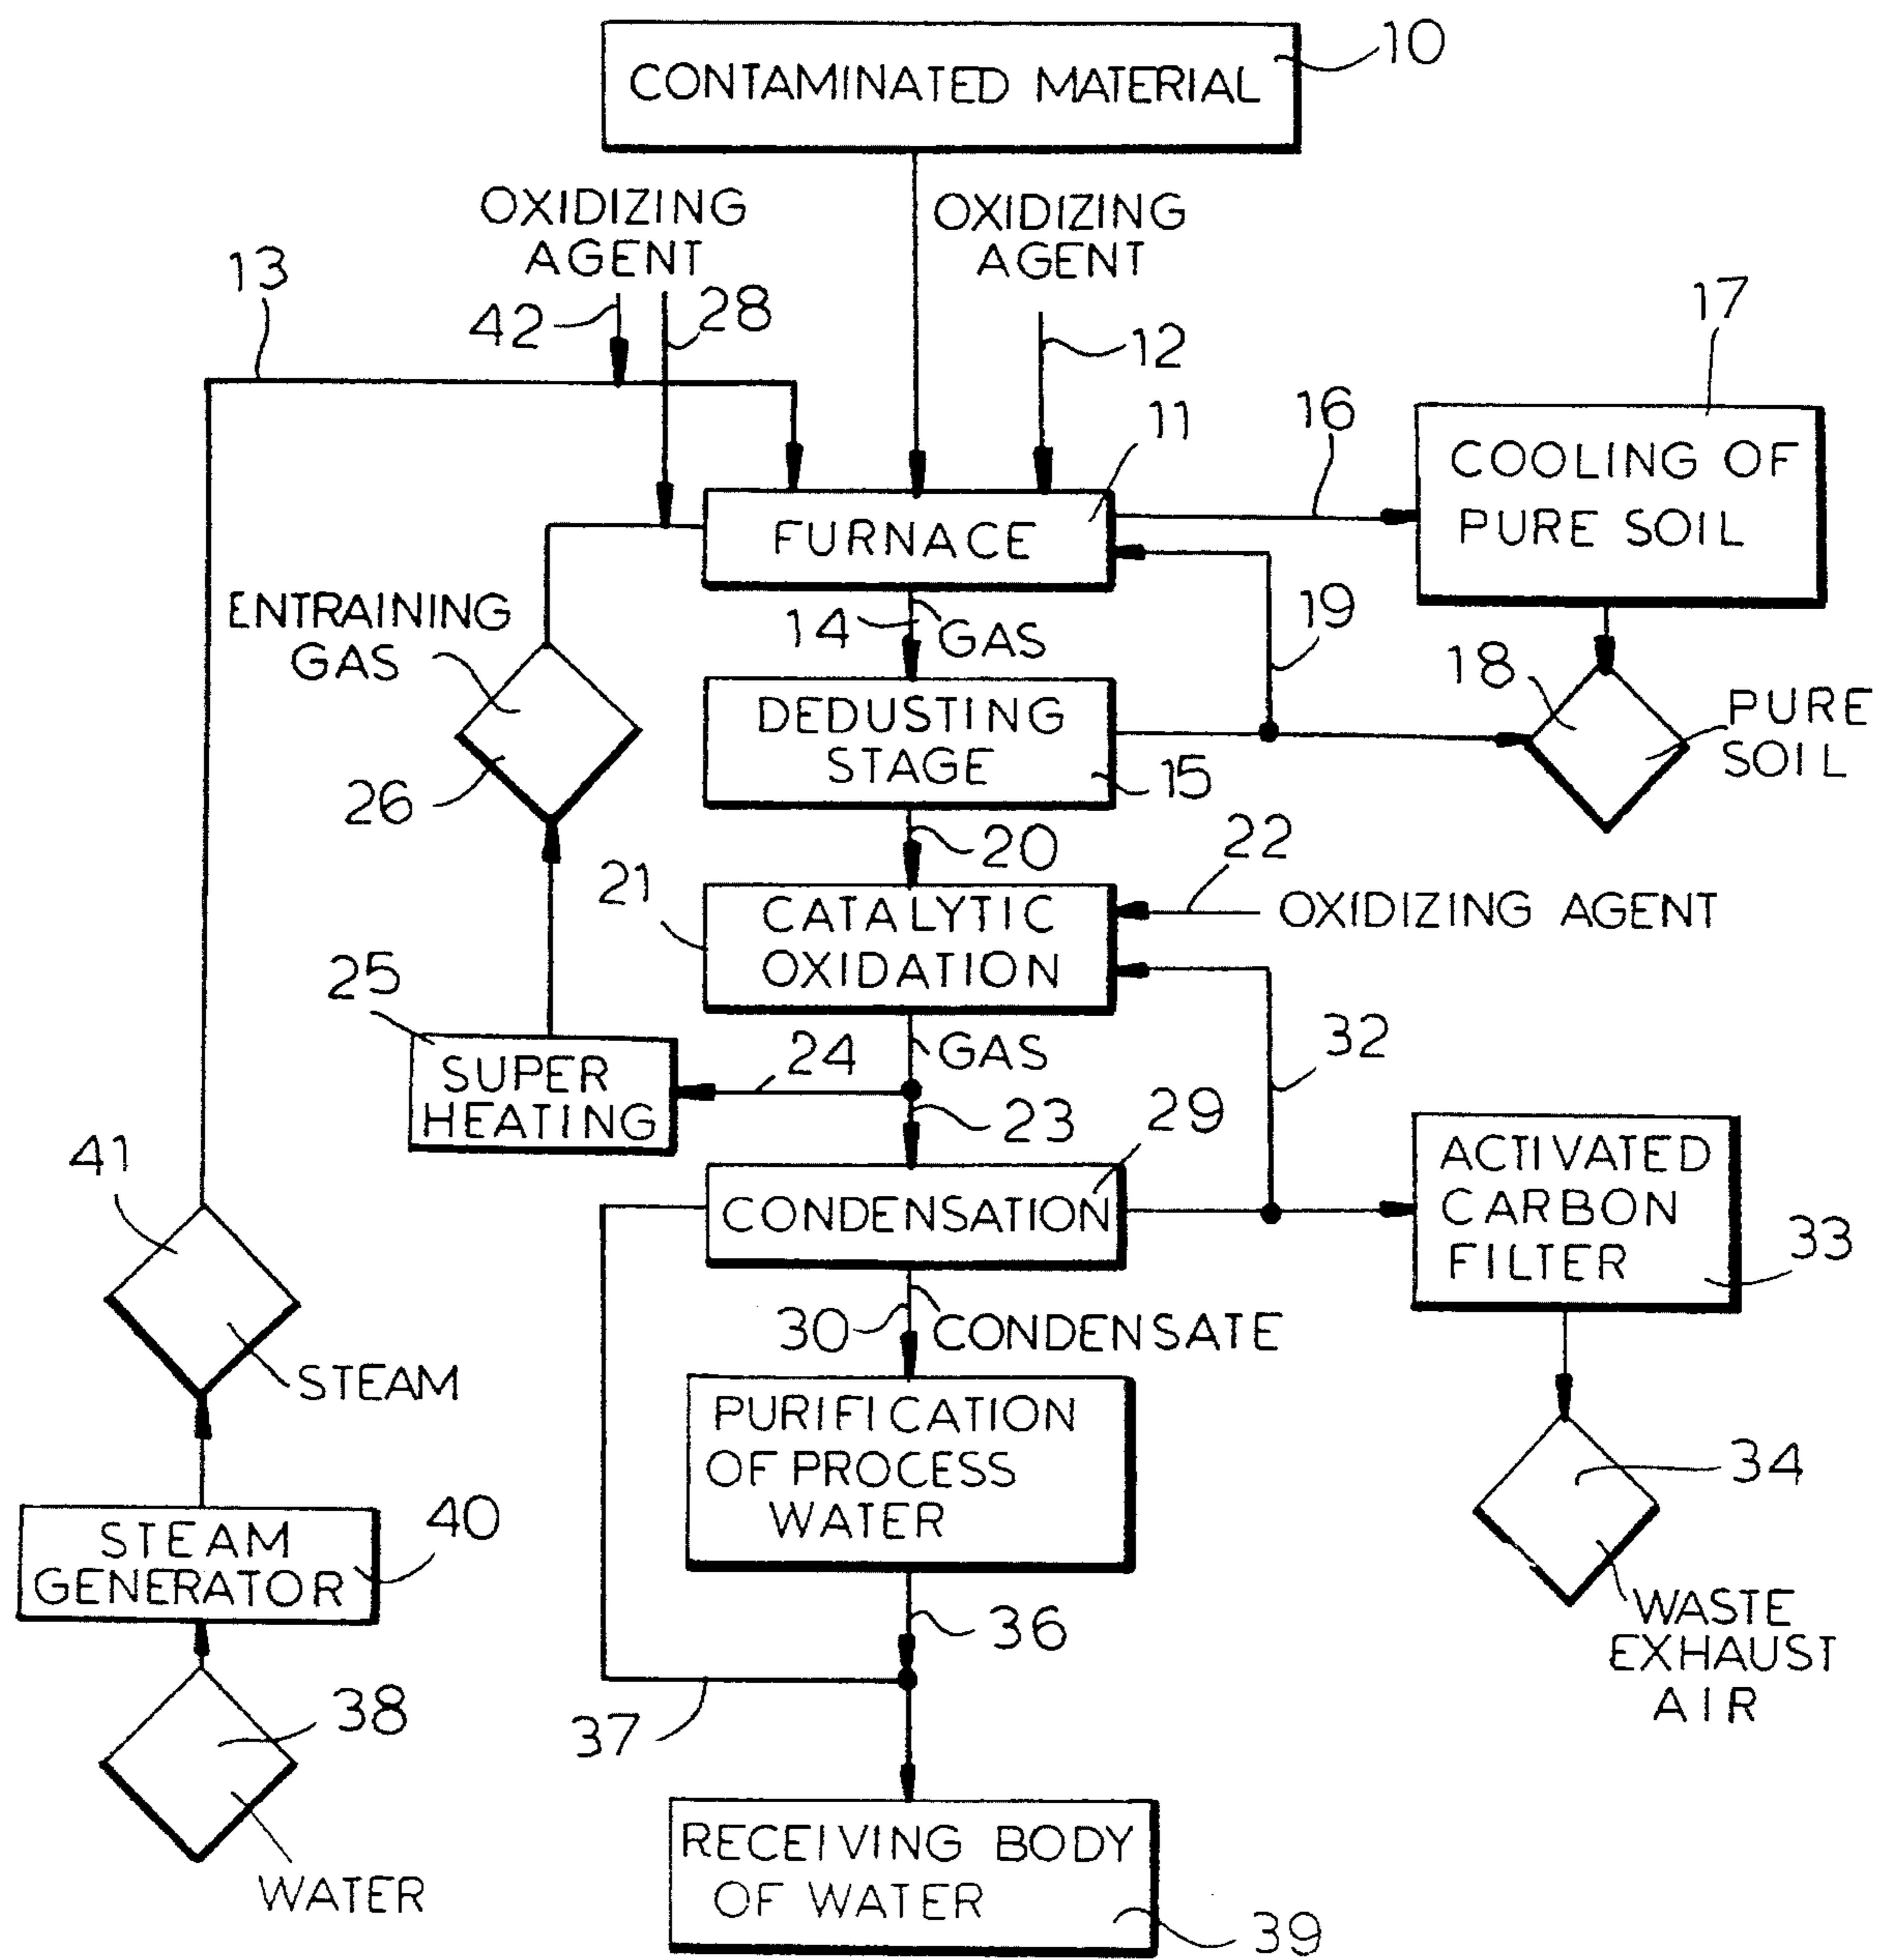 10
CONTAMINATED MATERIAL
OXIDIZING
AGENT
OXIDIZING
AGENT
13
42
28
12
17
16
11
COOLING OF
PURE SOIL
FURNACE
ENTRAINING
GAS
14
GAS
19
18
PURE
SOIL
DEDUSTING
STAGE
15
26
20
22
21
CATALYTIC
OXIDATION
OXIDIZING AGENT
25
SUPER
HEATING
24
GAS
32
23
29
41
CONDENSATION
ACTIVATED
CARBON
FILTER
33
30
CONDENSATE
STEAM
PURIFICATION
OF PROCESS
WATER
34
40
STEAM
GENERATOR
36
WASTE
EXHAUST
AIR
38
37
WATER
RECEIVING BODY
OF WATER
39